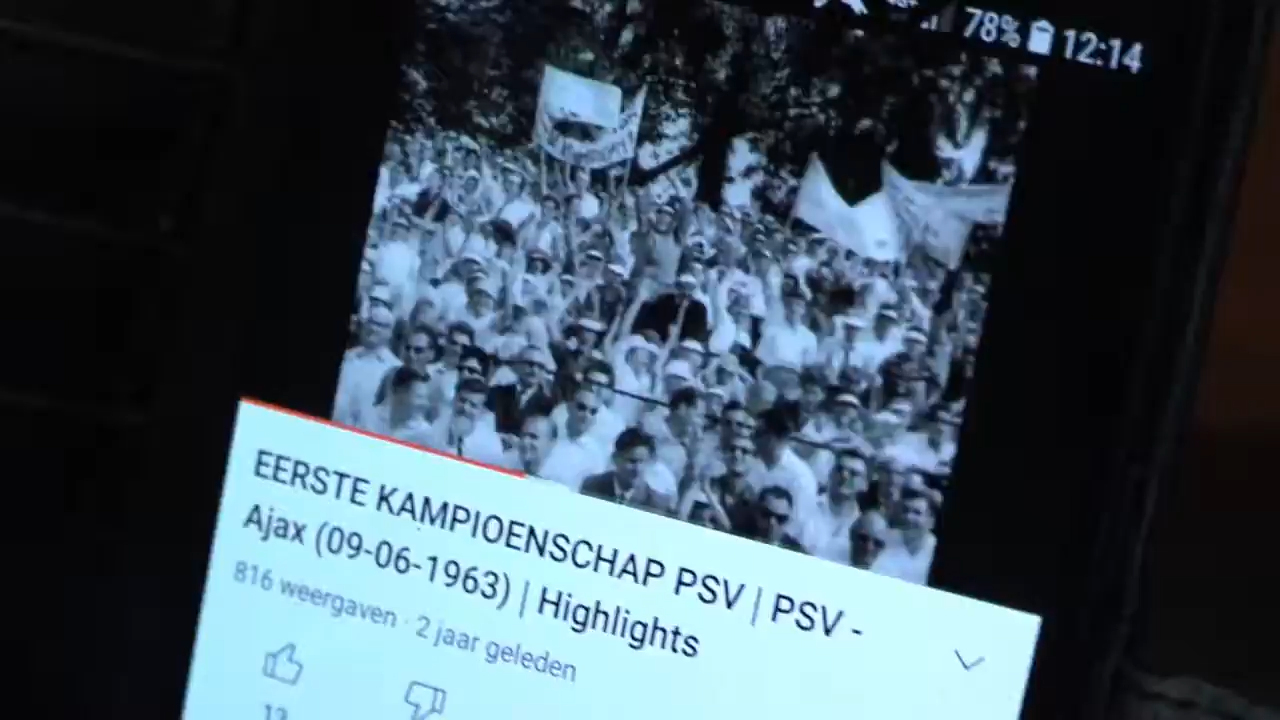 78% 12:14
EERSTE KAMPIOENSCHAP PSV | PSV -
Ajax (09-06-1963) | Highlights
816 weergaven · 2 jaar geleden